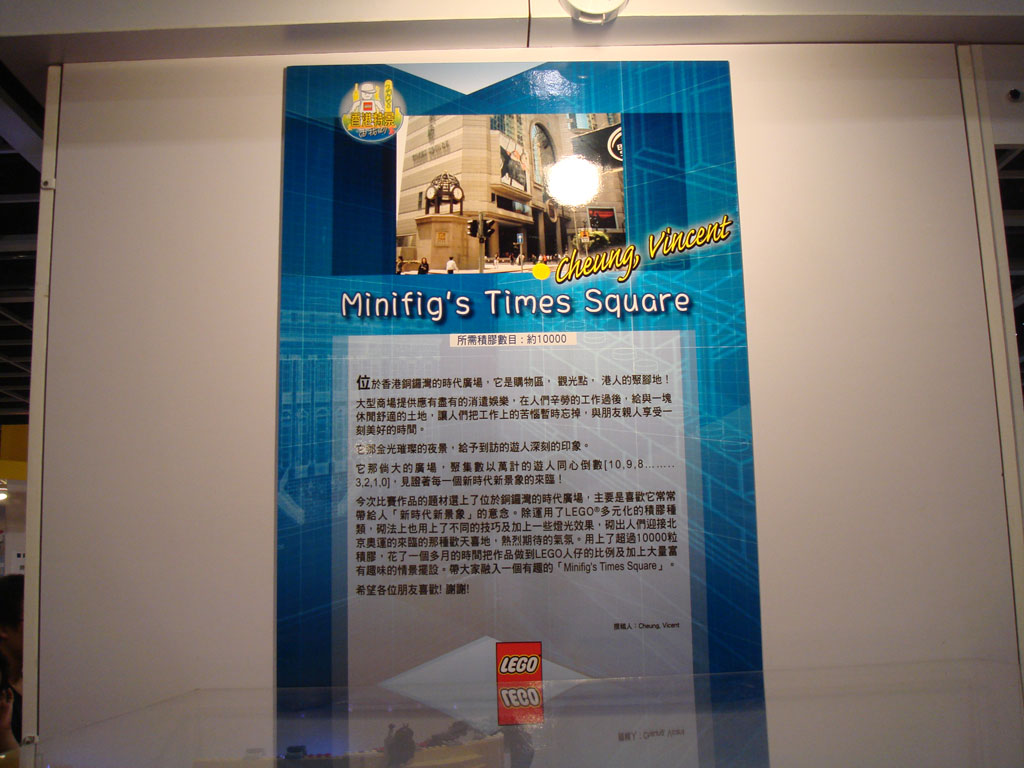 LEGO
Cheung, Vincent
Minifig's Times Square
所需積膠數目：約10000
位於香港銅鑼灣的時代廣場，它是購物區， 觀光點， 港人的聚腳地！
大型商場提供應有盡有的消遣娛樂，在人們辛勞的工作過後，給與一塊
休閒舒適的土地，讓人們把工作上的苦惱暫時忘掉，與朋友親人享受一
刻美好的時間。
它那金光璀璨的夜景，給予到訪的遊人深刻的印象。
它那倘大的廣場，聚集數以萬計的遊人同心倒數[10,9,8........
3,2,1,0]，見證著每一個新時代新景象的來臨！
今次比賽作品的題材選上了位於銅鑼灣的時代廣場，主要是喜歡它常常
帶給人「新時代新景象」的意念。除運用了LEGO®多元化的積膠種
類，砌法上也用上了不同的技巧及加上一些燈光效果，砌出人們迎接北
京奧運的來臨的那種歡天喜地，熱烈期待的氣氛。用上了超過10000粒
積膠，花了一個多月的時間把作品做到LEGO人仔的比例及加上大量富
有趣味的情景擺設。帶大家融入一個有趣的「Minifig's Times Square」。
希望各位朋友喜歡! 謝謝!
撰稿人：Cheung, Vicent
LEGO